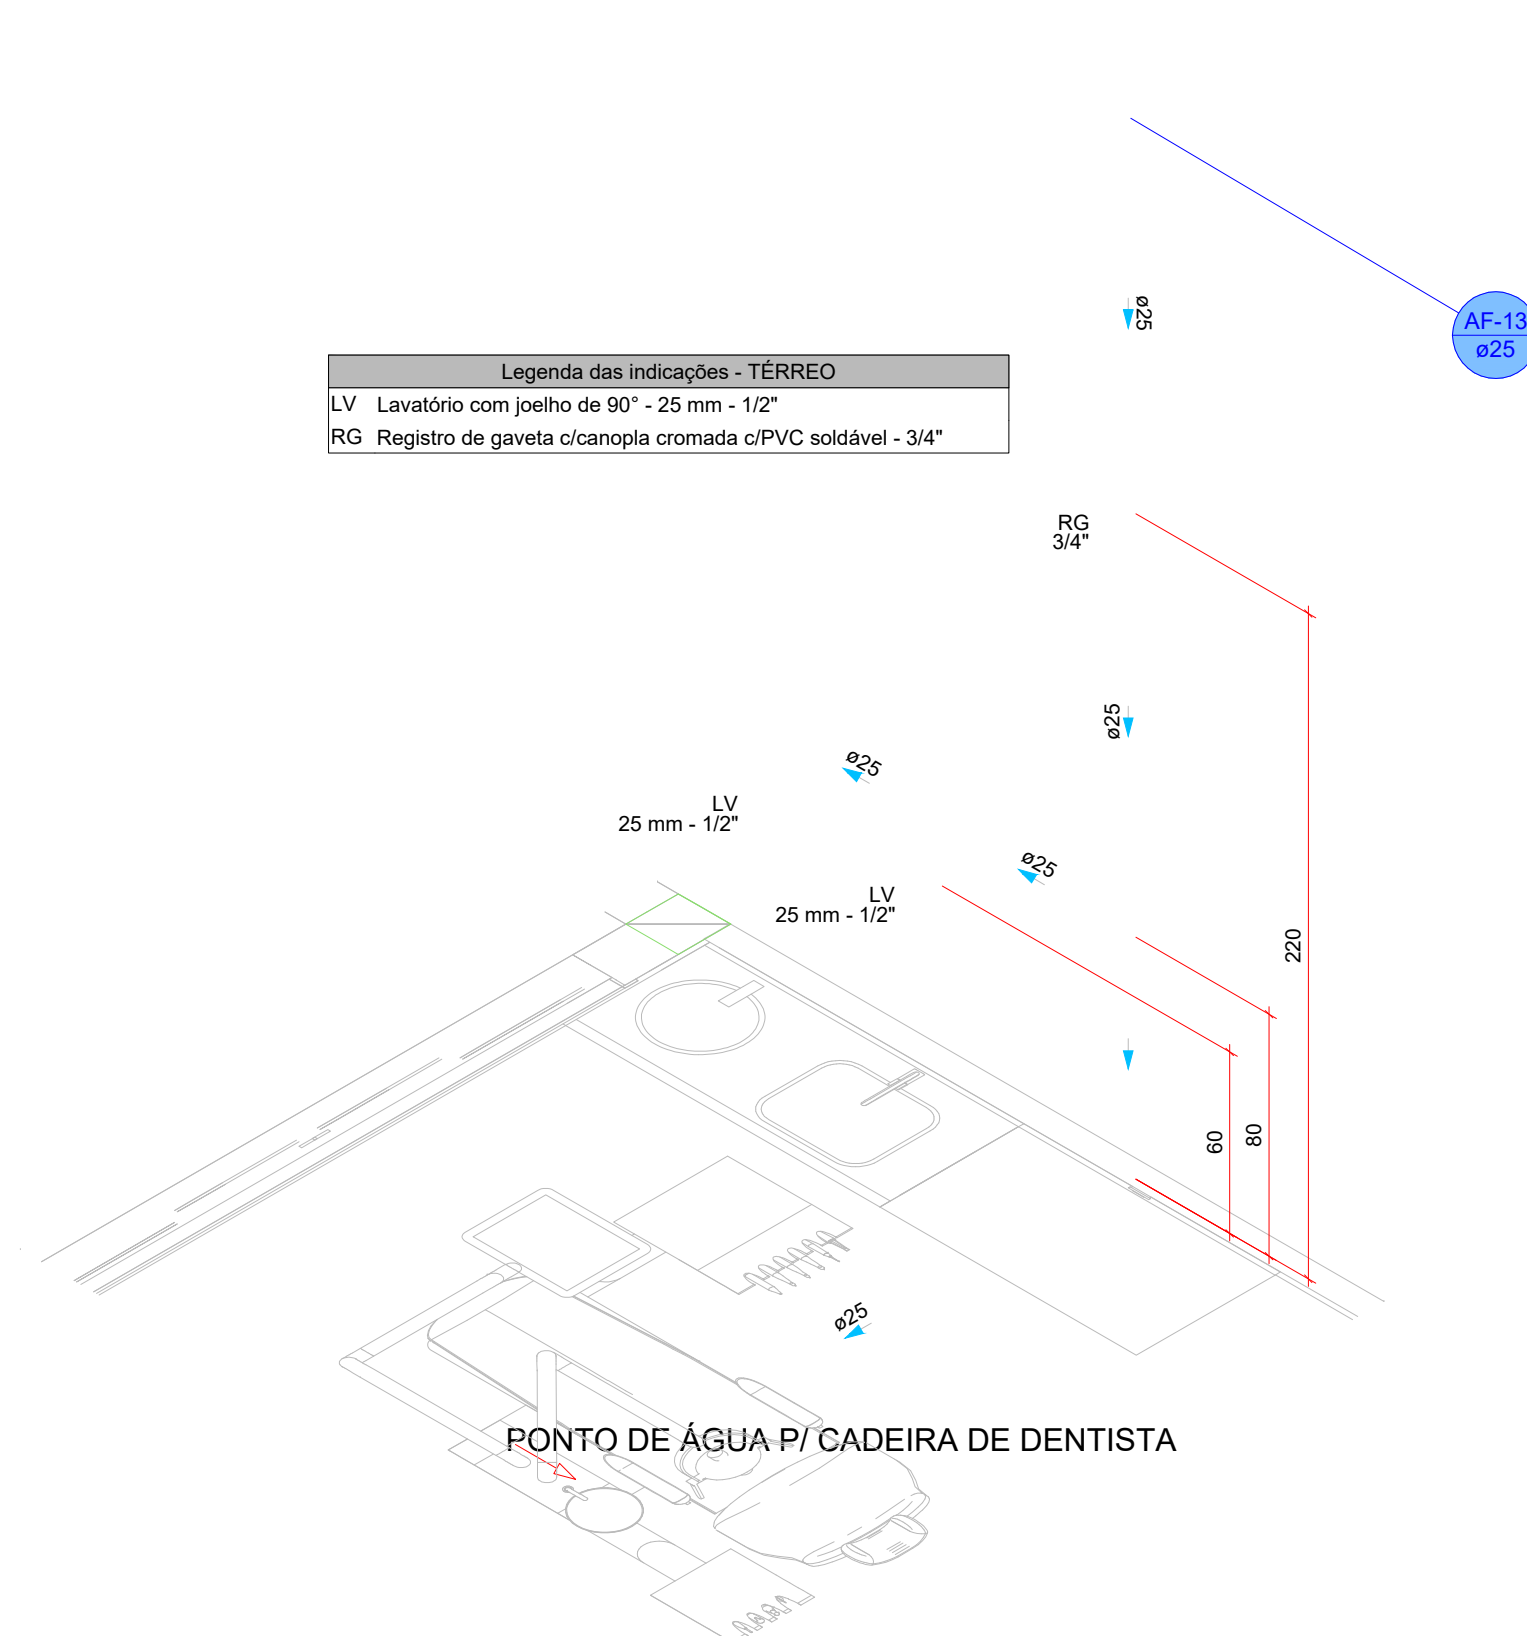 AF-13
ø25
ø25
Legenda das indicações - TÉRREO
LV Lavatório com joelho de 90° - 25 mm - 1/2"
RG Registro de gaveta c/canopla cromada c/PVC soldável - 3/4"
RG
3/4"
ø25
ø25
LV
25 mm - 1/2"
ø25
LV
25 mm - 1/2"
220
60
80
ø25
PONTO DE ÁGUA P/ CADEIRA DE DENTISTA